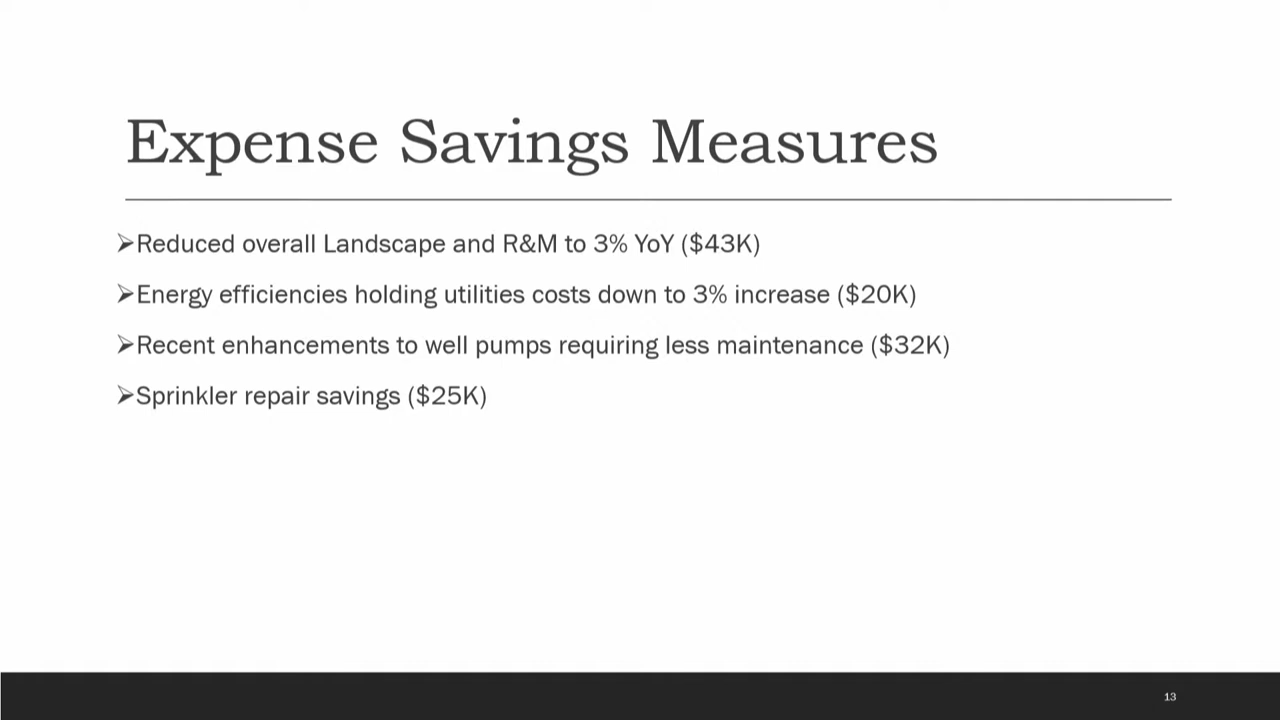 Expense Savings Measures
➢Reduced overall Landscape and R&M to 3% YoY ($43K)
➢Energy efficiencies holding utilities costs down to 3% increase ($20K)
➢Recent enhancements to well pumps requiring less maintenance ($32K)
➢Sprinkler repair savings ($25K)
13